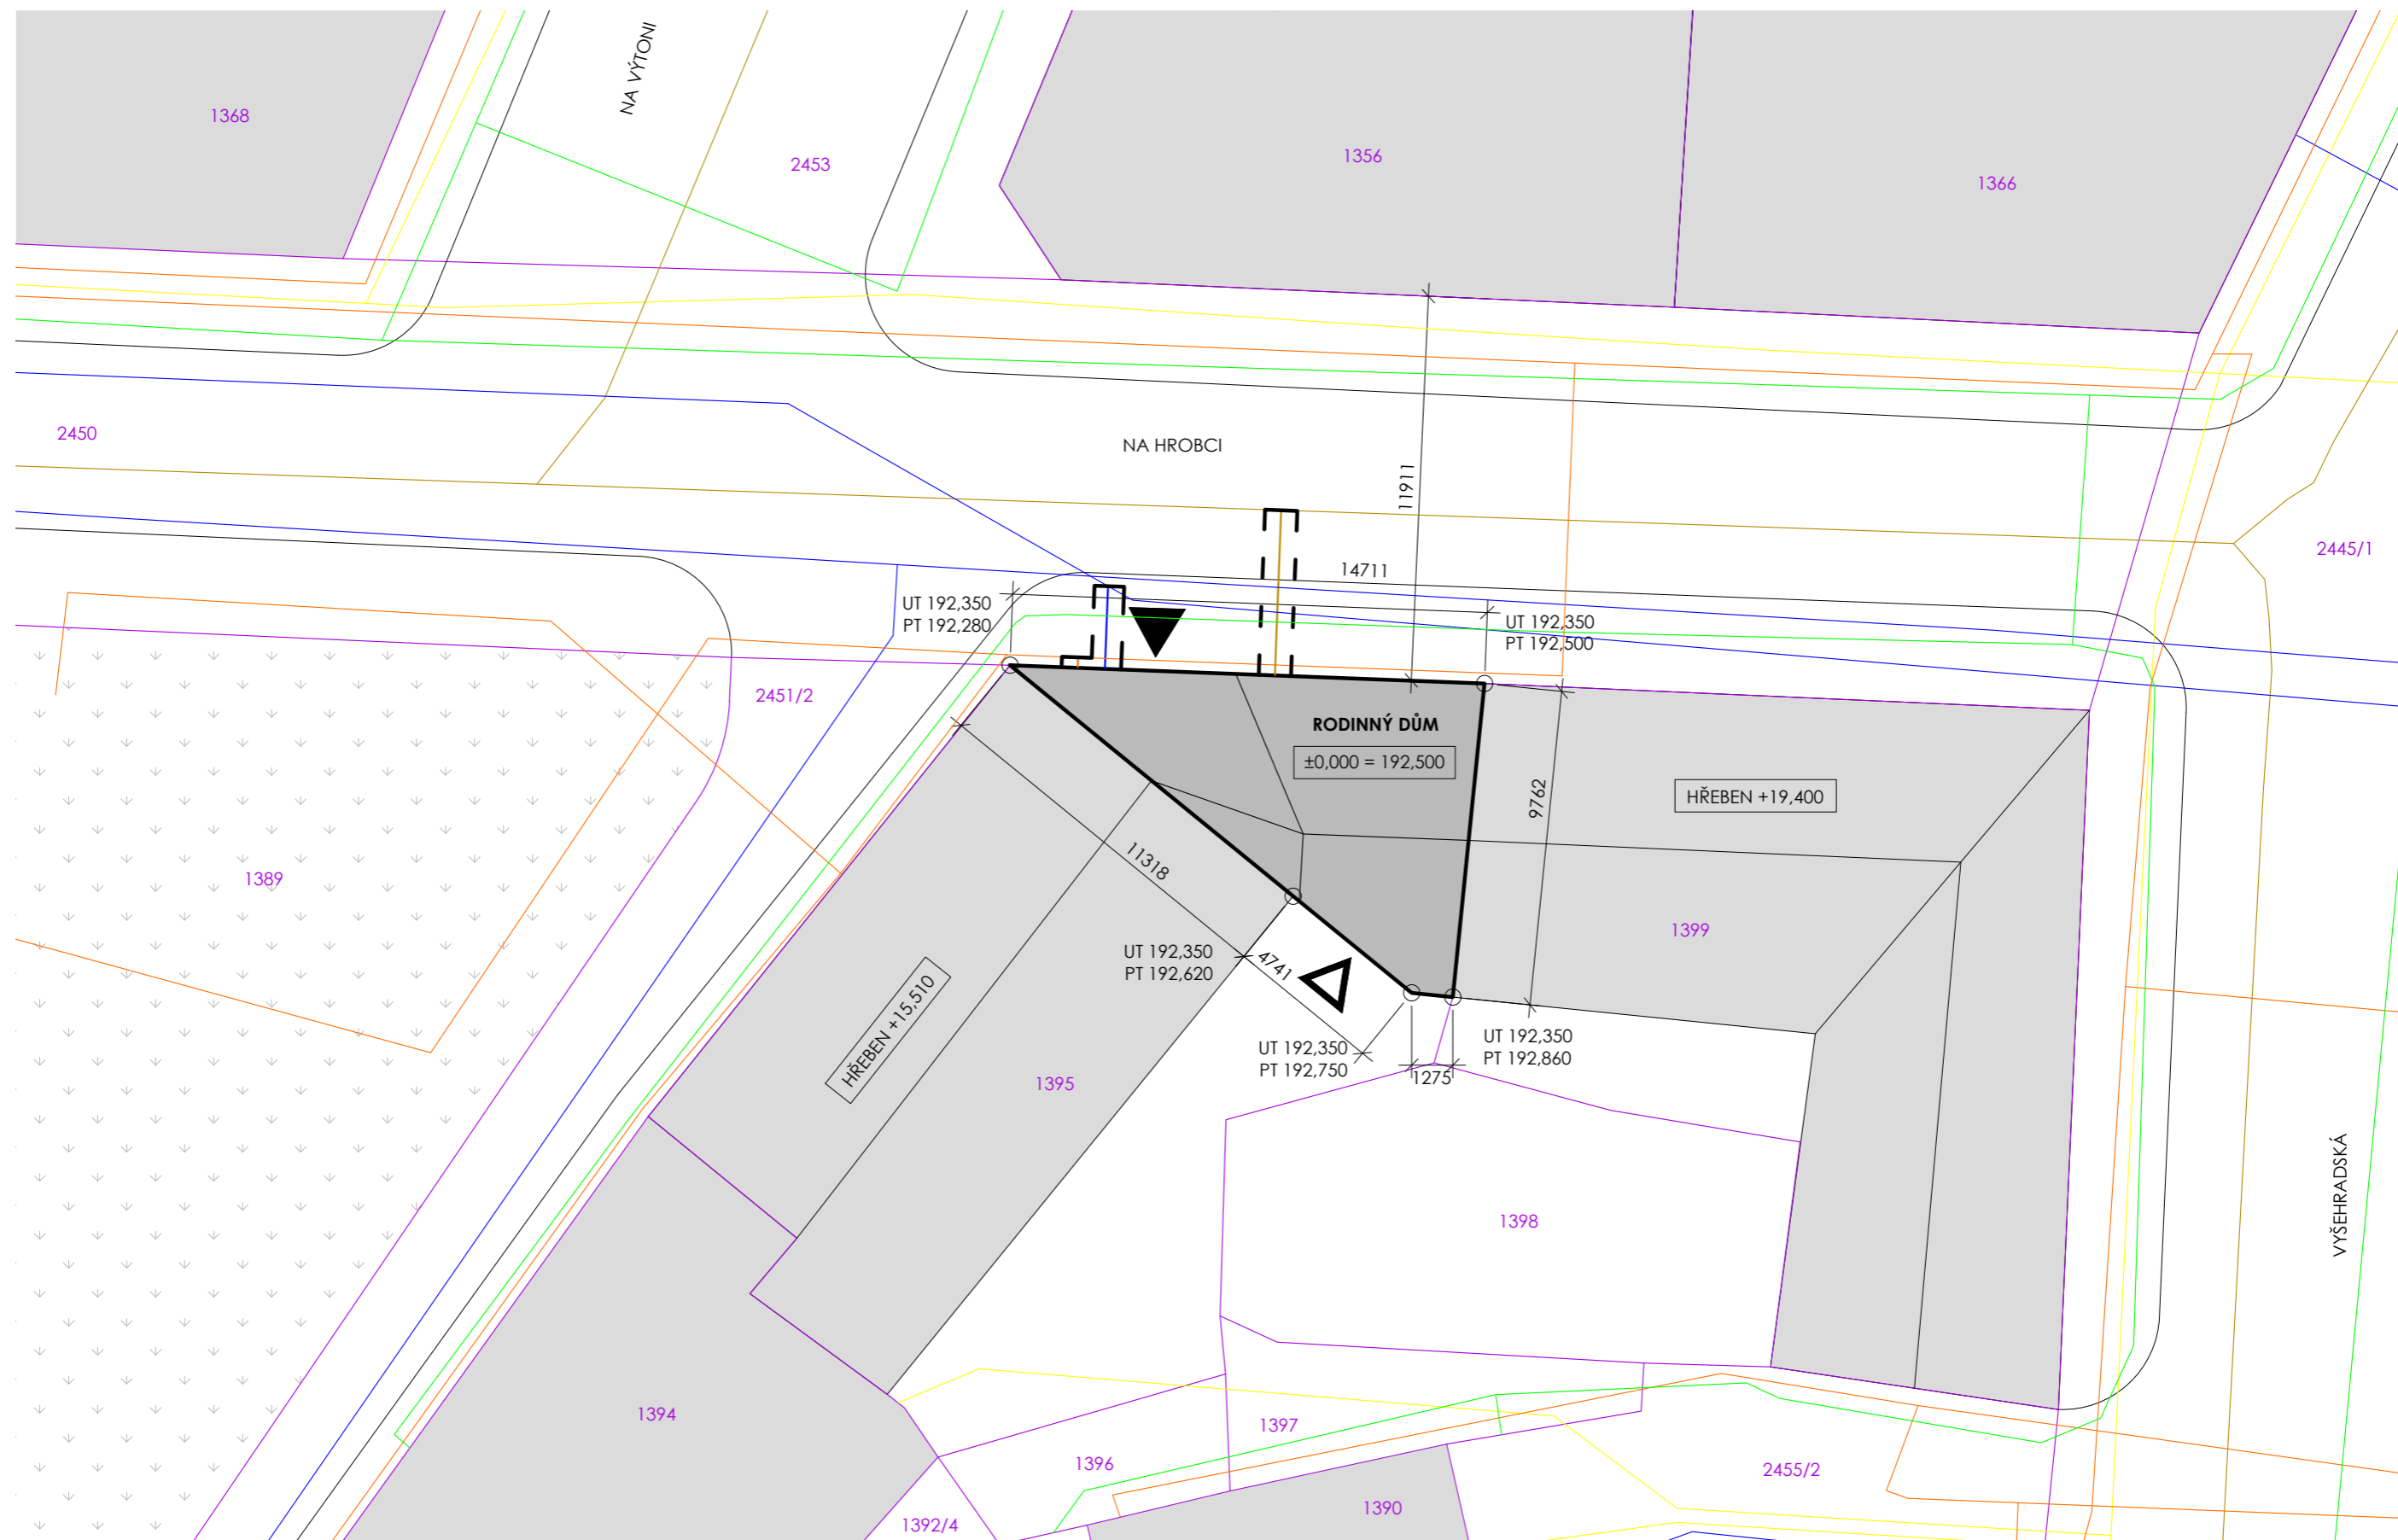 NA VÝTONI
1368
2453
1356
1366
2450
NA HROBCI
11911
2445/1
14711
UT 192,350
PT 192,280
UT 192,350
PT 192,500
2451/2
RODINNÝ DŮM
±0,000 = 192,500
HŘEBEN +19,400
9762
11318
1389
1399
UT 192,350
PT 192,620
4741
HŘEBEN +15,510
UT 192,350
PT 192,750
UT 192,350
PT 192,860
1275
1395
VYŠEHRADSKÁ
1398
1394
1397
1396
2455/2
1390
1392/4